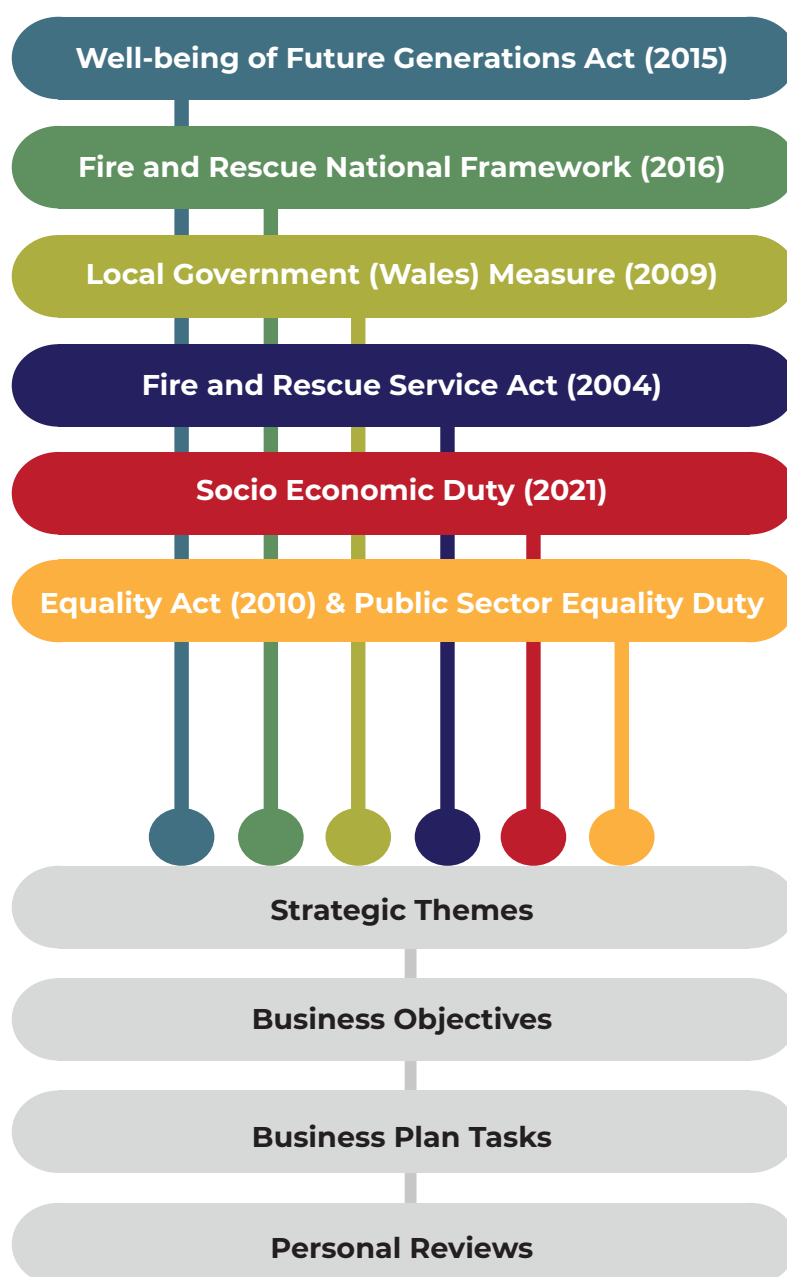 Well-being of Future Generations Act (2015)
Fire and Rescue National Framework (2016)
Local Government (Wales) Measure (2009)
Fire and Rescue Service Act (2004)
Socio Economic Duty (2021)
Equality Act (2010) & Public Sector Equality Duty
Strategic Themes
Business Objectives
Business Plan Tasks
Personal Reviews